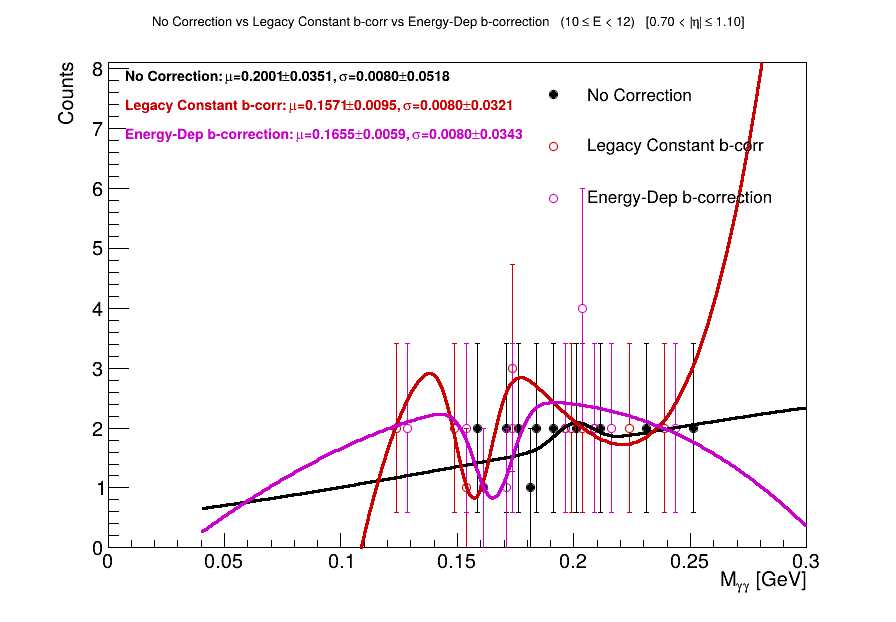 No Correction vs Legacy Constant b-corr vs Energy-Dep b-correction (10 ≤ E < 12) [0.70 < |η| ≤ 1.10]
Counts
8
7
6
5
4
3
2
1
0
No Correction: μ=0.2001±0.0351, σ=0.0080±0.0518
Legacy Constant b-corr: μ=0.1571±0.0095, σ=0.0080±0.0321
Energy-Dep b-correction: μ=0.1655±0.0059, σ=0.0080±0.0343
No Correction
Legacy Constant b-corr
Energy-Dep b-correction
0 0.05 0.1 0.15 0.2 0.25 0.3
M_γγ [GeV]